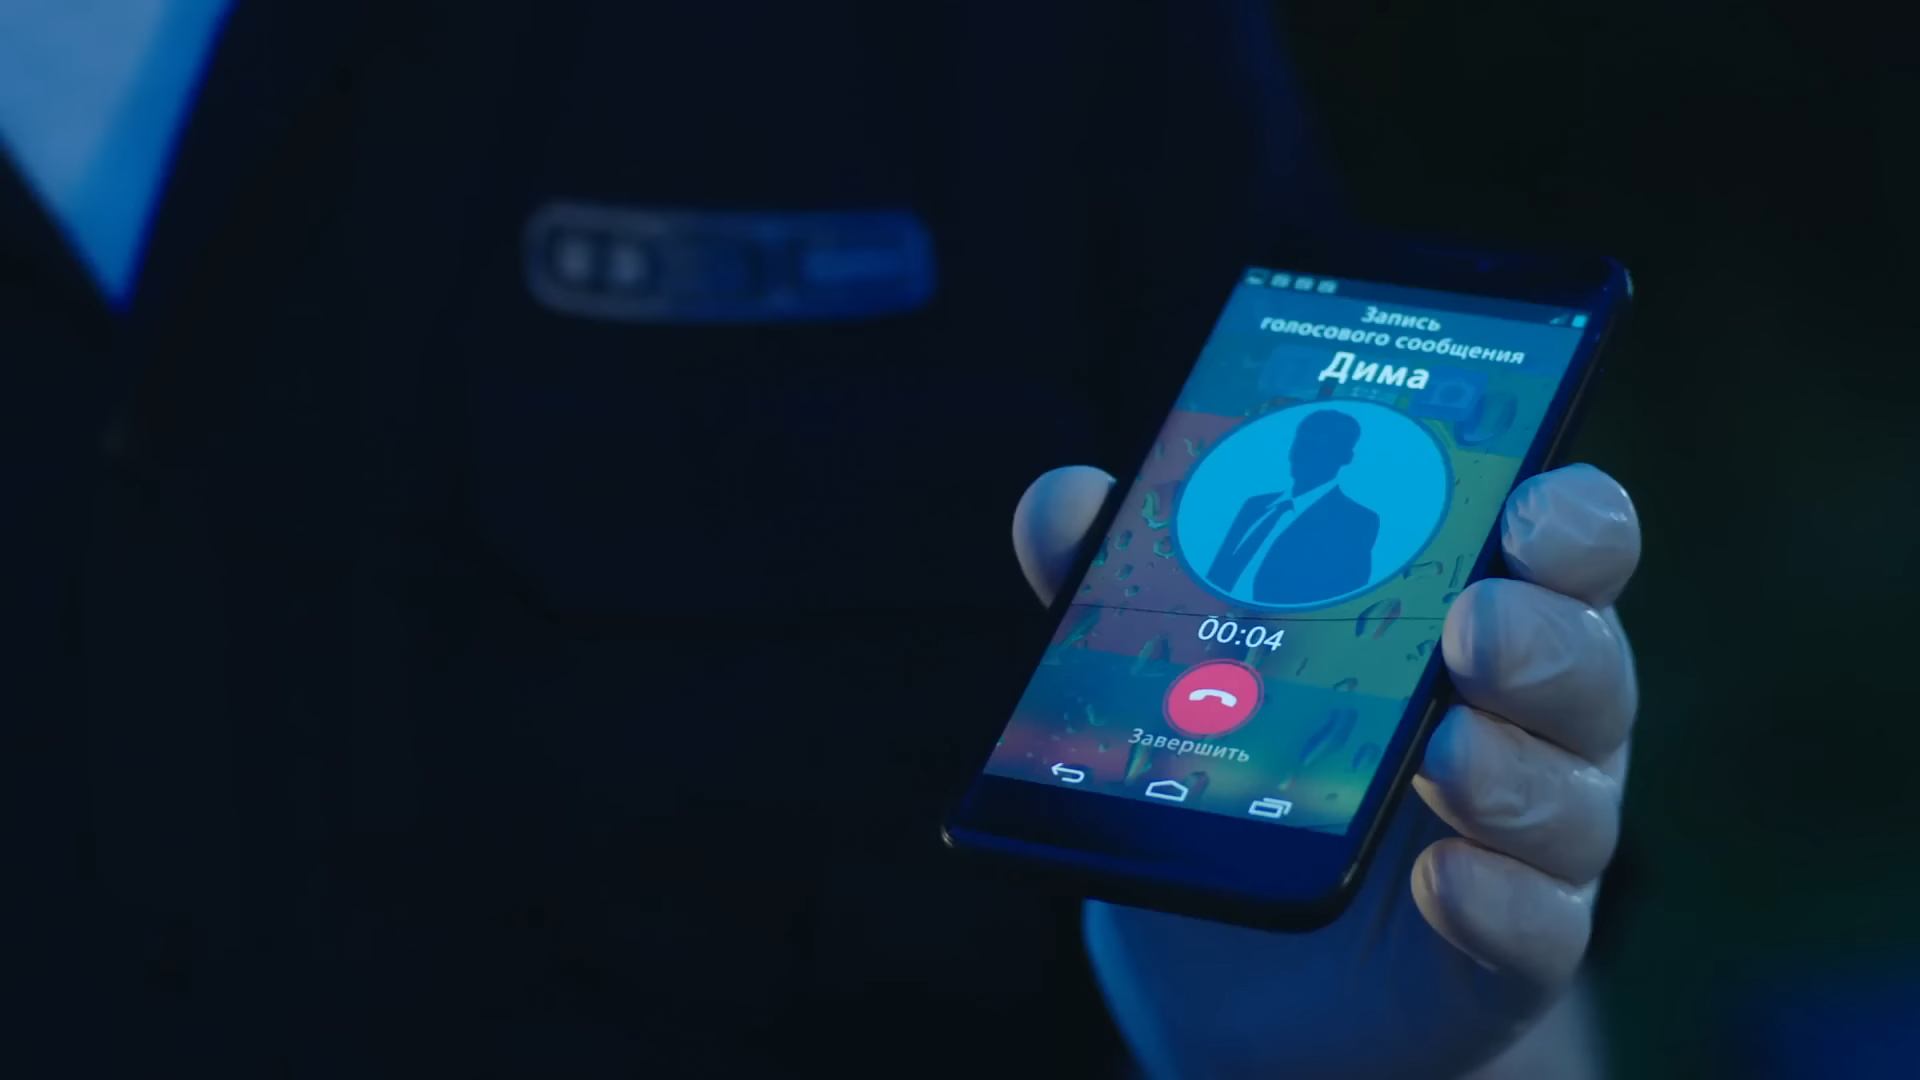 Запись
голосового сообщения
Дима
00:04
Завершить